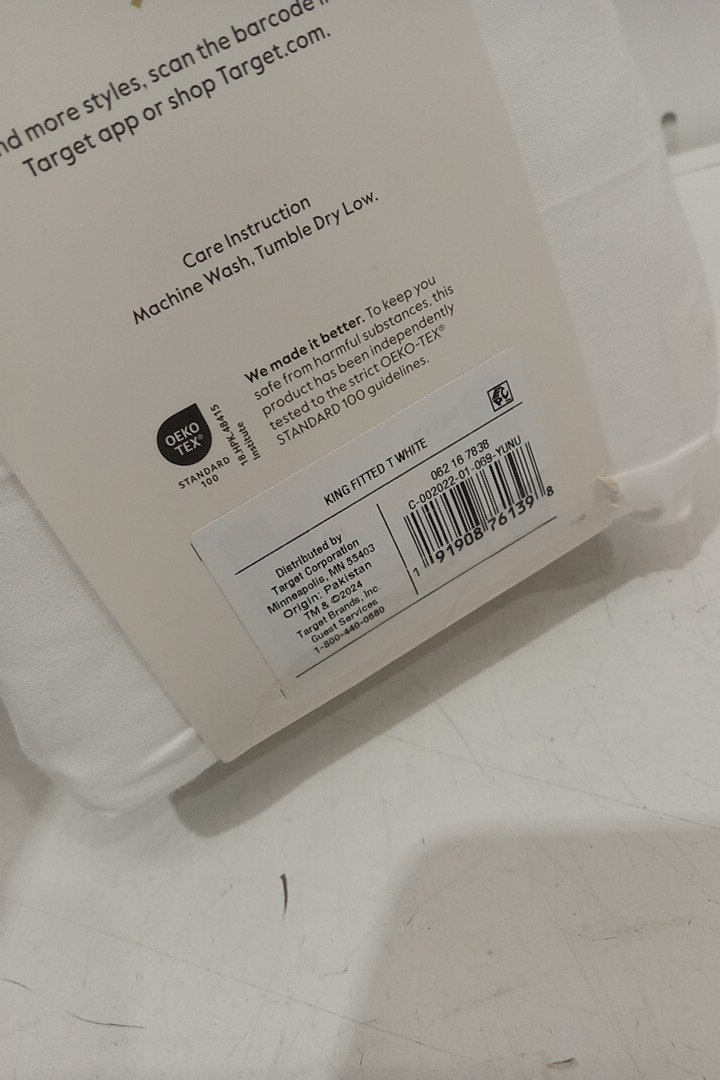 nd more styles, scan the barcode i
Target app or shop Target.com.
Care Instruction
Machine Wash, Tumble Dry Low.
We made it better. To keep you
safe from harmful substances, this
product has been independently
tested to the strict OEKO-TEX®
STANDARD 100 guidelines.
OEKO
TEX®
STANDARD
100
18.HPK.48415
Institute
KING FITTED T WHITE
Distributed by
Target Corporation
Minneapolis, MN 55403
Origin: Pakistan
TM & ©2024
Target Brands, Inc.
Guest Services
1-800-440-0680
062 16 7838
C-002022-01-069-YUNU
1 91908 76139 8